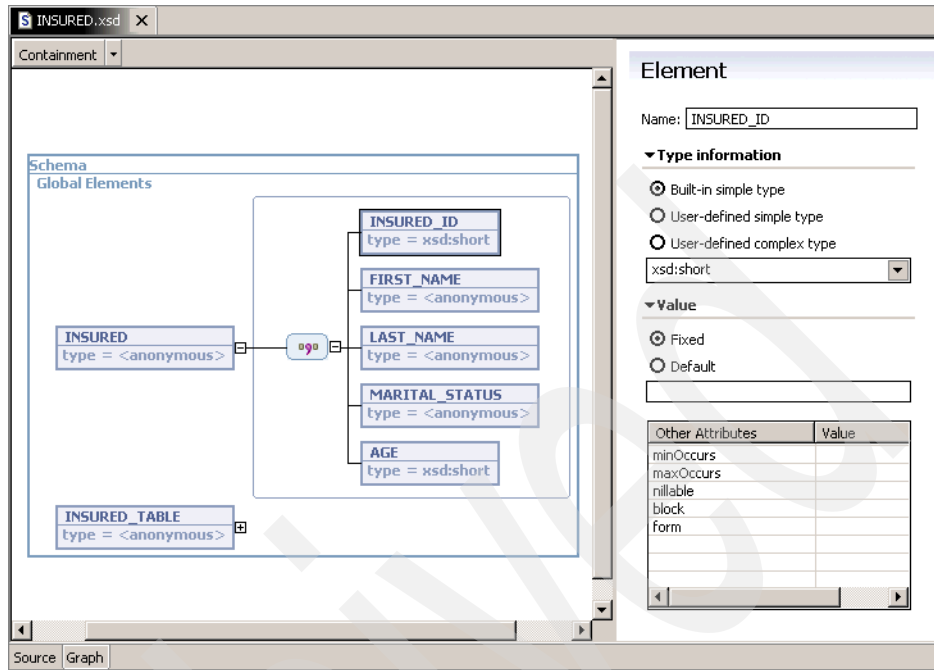 INSURED.xsd
Containment
Schema
Global Elements
INSURED_ID
type = xsd:short
FIRST_NAME
type = <anonymous>
INSURED
type = <anonymous>
LAST_NAME
type = <anonymous>
MARITAL_STATUS
type = <anonymous>
AGE
type = xsd:short
INSURED_TABLE
type = <anonymous>
Source Graph
Element
Name: INSURED_ID
Type information
Built-in simple type
User-defined simple type
User-defined complex type
xsd:short
Value
Fixed
Default
Other Attributes Value
minOccurs
maxOccurs
nillable
block
form